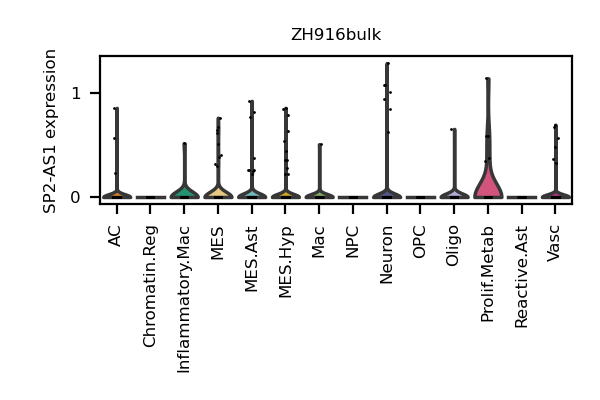 ZH916bulk
SP2-AS1 expression
1
0
AC
Chromatin.Reg
Inflammatory.Mac
MES
MES.Ast
MES.Hyp
Mac
NPC
Neuron
OPC
Oligo
Prolif.Metab
Reactive.Ast
Vasc